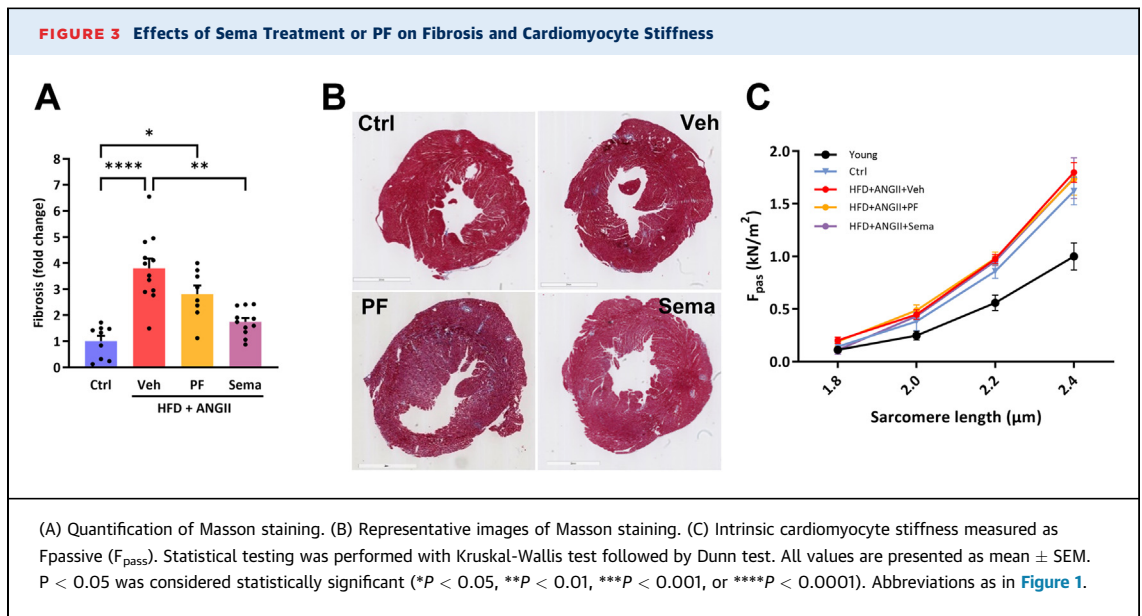 FIGURE 3 Effects of Sema Treatment or PF on Fibrosis and Cardiomyocyte Stiffness
A
*
****
**
Fibrosis (fold change)
8
7
6
5
4
3
2
1
0
Ctrl Veh PF Sema
HFD + ANGII
B
Ctrl Veh
PF Sema
C
Young
Ctrl
HFD+ANGII+Veh
HFD+ANGII+PF
HFD+ANGII+Sema
Fpas (kN/m²)
2.0
1.5
1.0
0.5
0.0
1.8 2.0 2.2 2.4
Sarcomere length (μm)
(A) Quantification of Masson staining. (B) Representative images of Masson staining. (C) Intrinsic cardiomyocyte stiffness measured as
Fpassive (Fpass). Statistical testing was performed with Kruskal-Wallis test followed by Dunn test. All values are presented as mean ± SEM.
P < 0.05 was considered statistically significant (*P < 0.05, **P < 0.01, ***P < 0.001, or ****P < 0.0001). Abbreviations as in Figure 1.